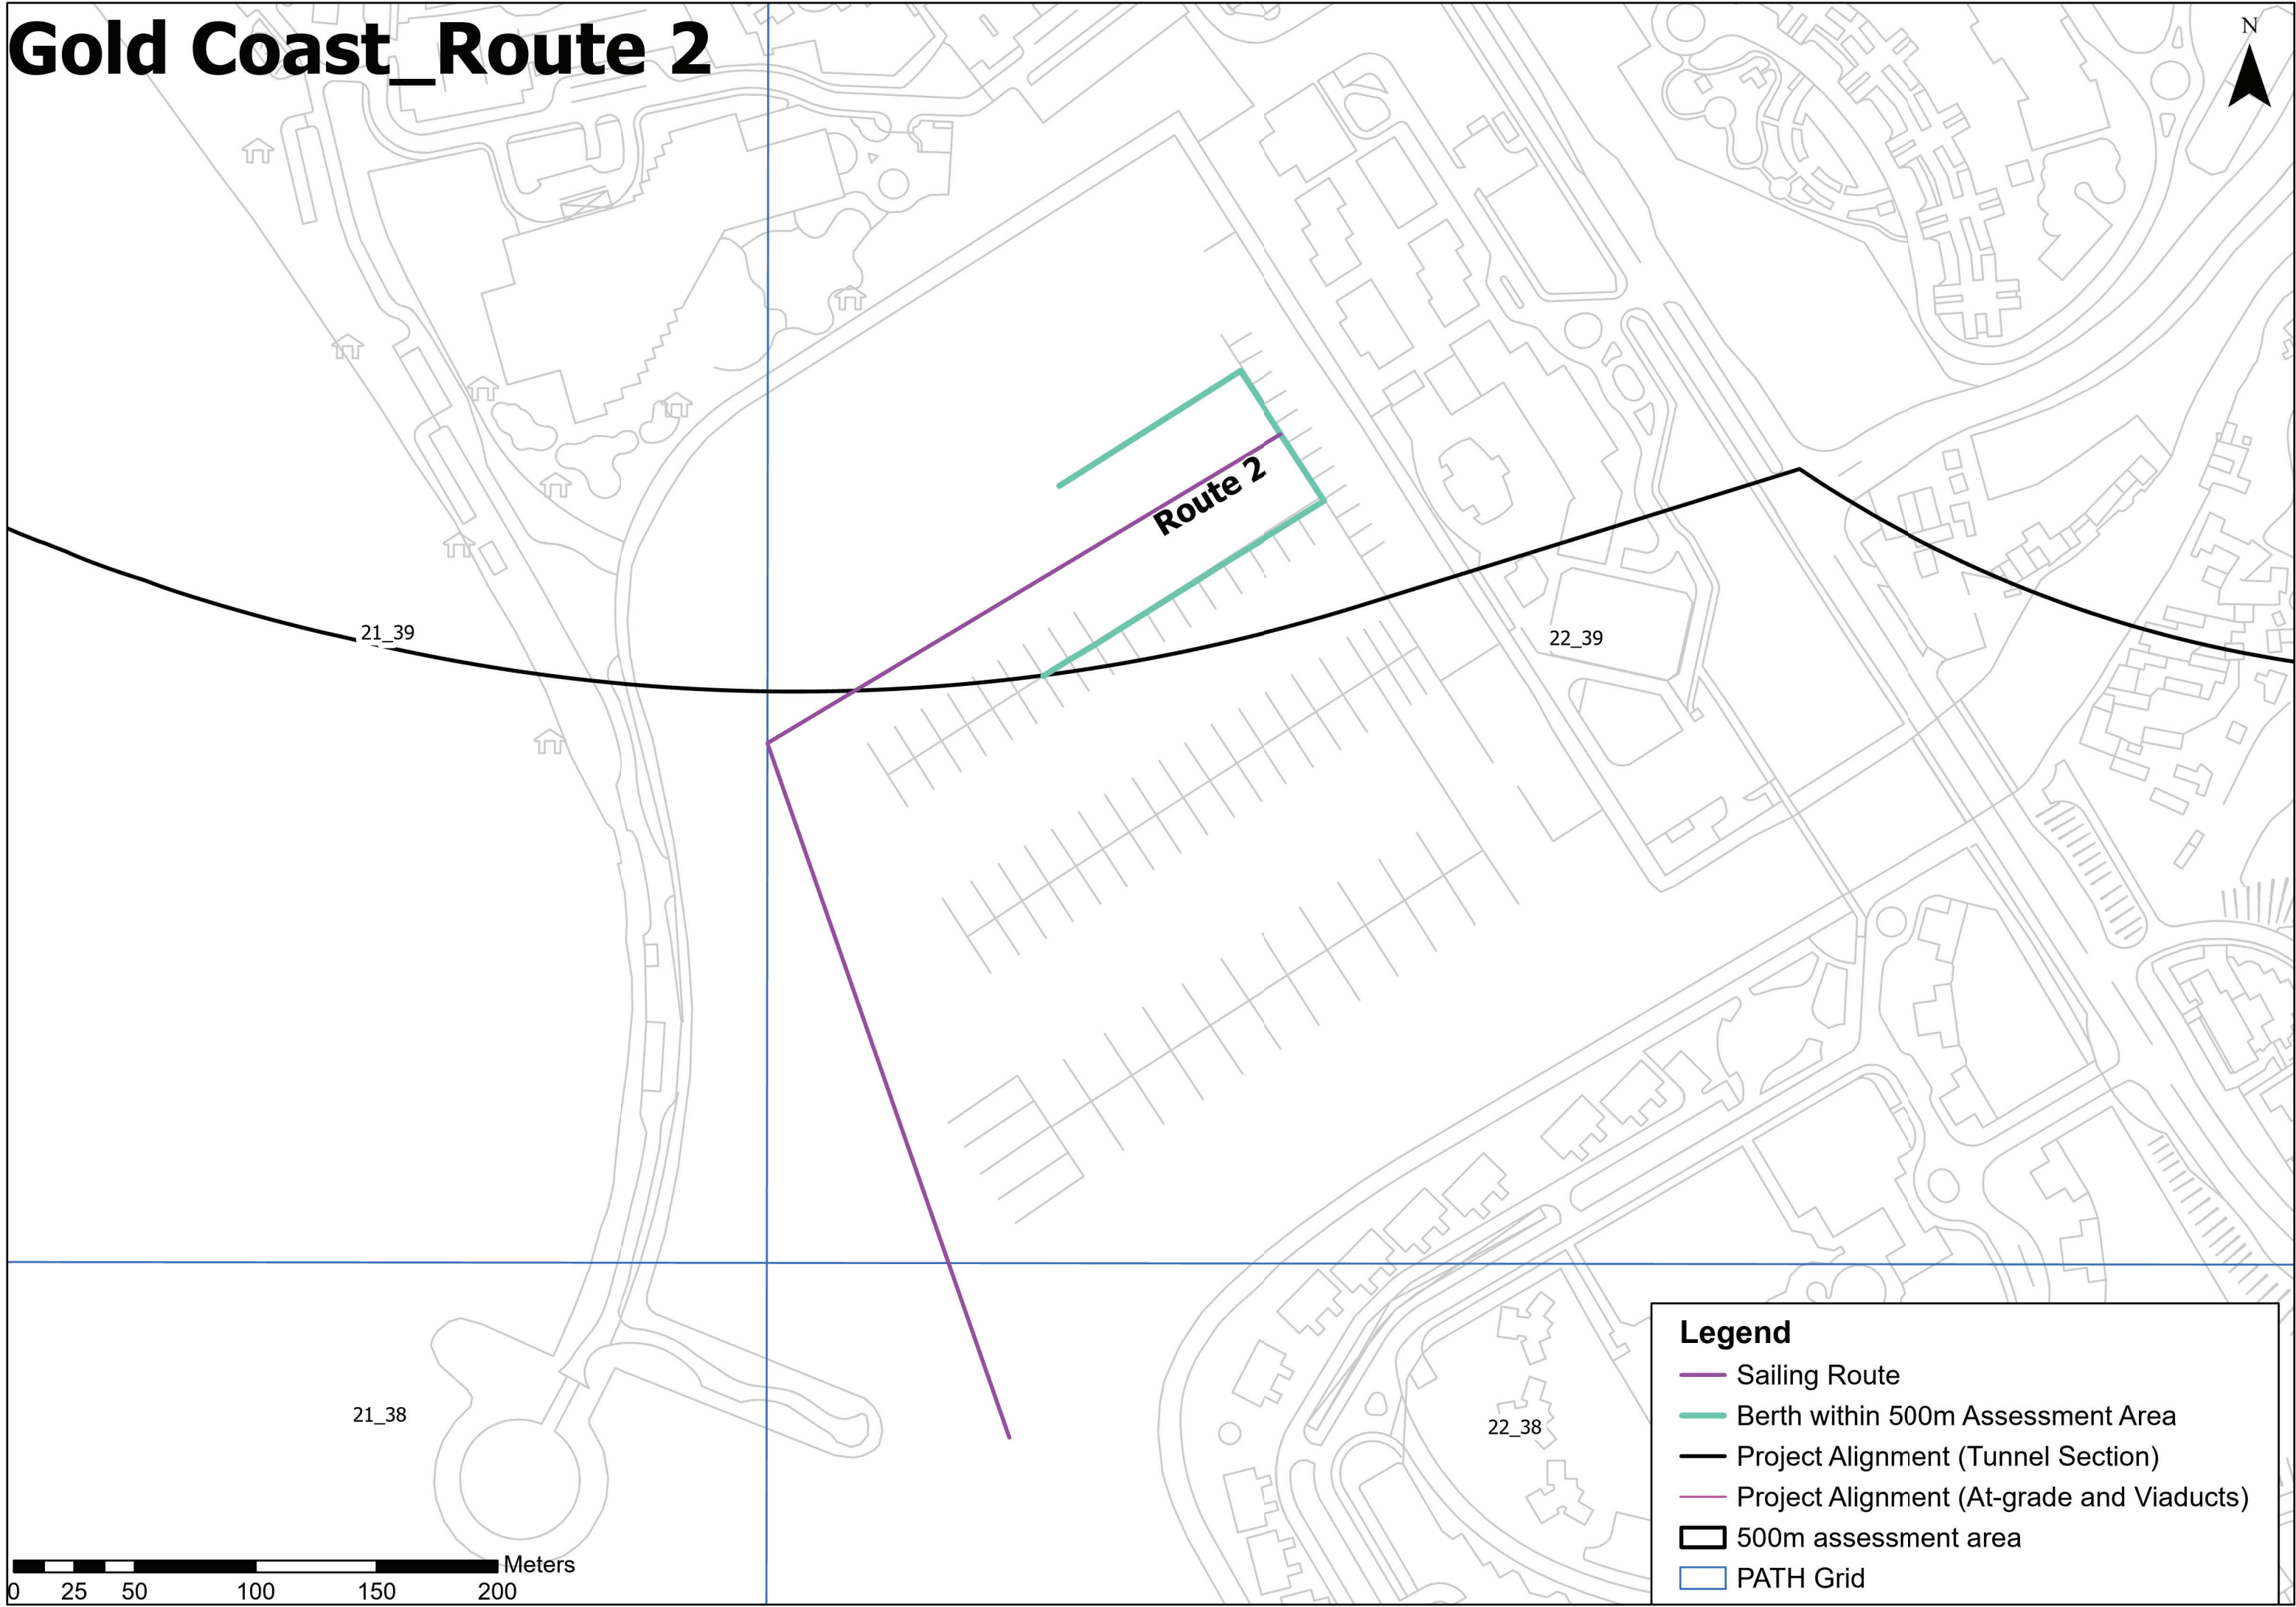 Gold Coast_Route 2
N
Route 2
21_39
22_39
21_38
22_38
Legend
Sailing Route
Berth within 500m Assessment Area
Project Alignment (Tunnel Section)
Project Alignment (At-grade and Viaducts)
500m assessment area
PATH Grid
Meters
0 25 50 100 150 200